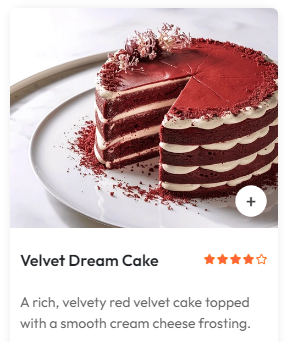 Velvet Dream Cake
A rich, velvety red velvet cake topped
with a smooth cream cheese frosting.